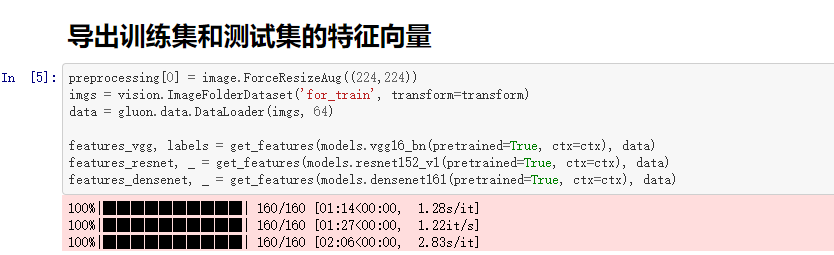 导出训练集和测试集的特征向量
In [5]: preprocessing[0] = image.ForceResizeAug((224,224))
imgs = vision.ImageFolderDataset('for_train', transform=transform)
data = gluon.data.DataLoader(imgs, 64)
features_vgg, labels = get_features(models.vgg16_bn(pretrained=True, ctx=ctx), data)
features_resnet, _ = get_features(models.resnet152_v1(pretrained=True, ctx=ctx), data)
features_densenet, _ = get_features(models.densenet161(pretrained=True, ctx=ctx), data)
100%|██████████| 160/160 [01:14<00:00, 1.28s/it]
100%|██████████| 160/160 [01:27<00:00, 1.22it/s]
100%|██████████| 160/160 [02:06<00:00, 2.83s/it]